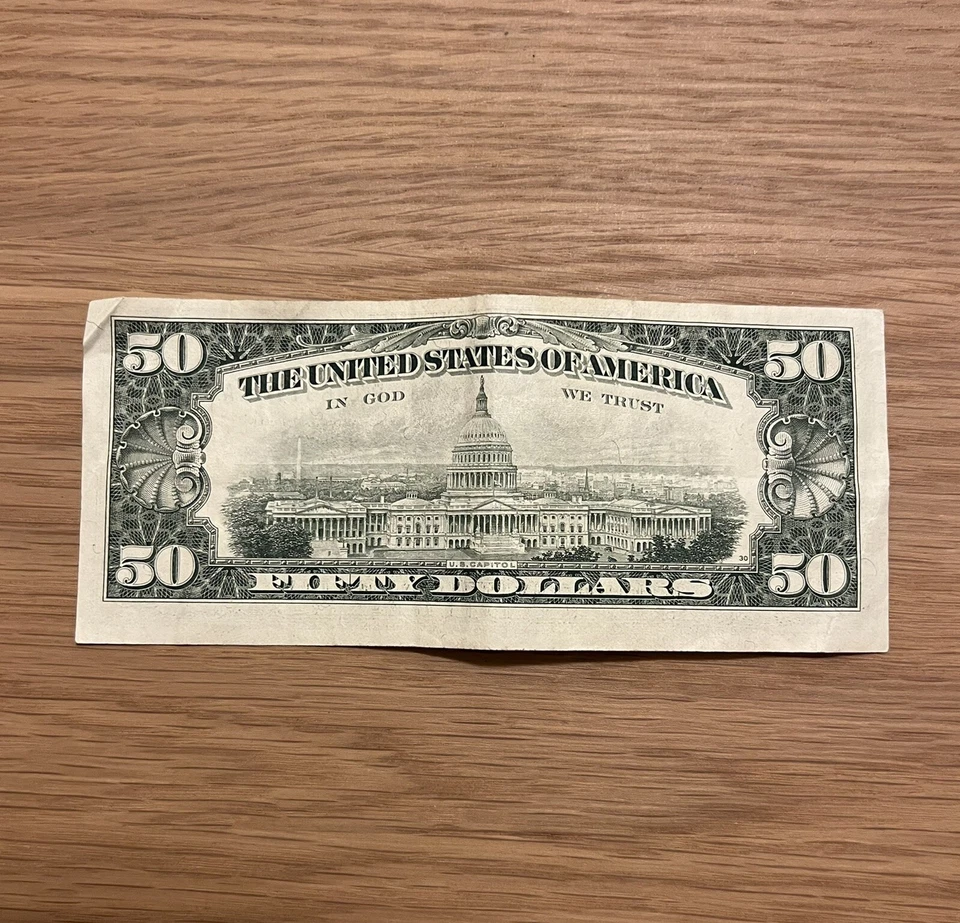 50 50
THE UNITED STATES OF AMERICA
IN GOD WE TRUST
30
U.S. CAPITOL
50 FIFTY DOLLARS 50